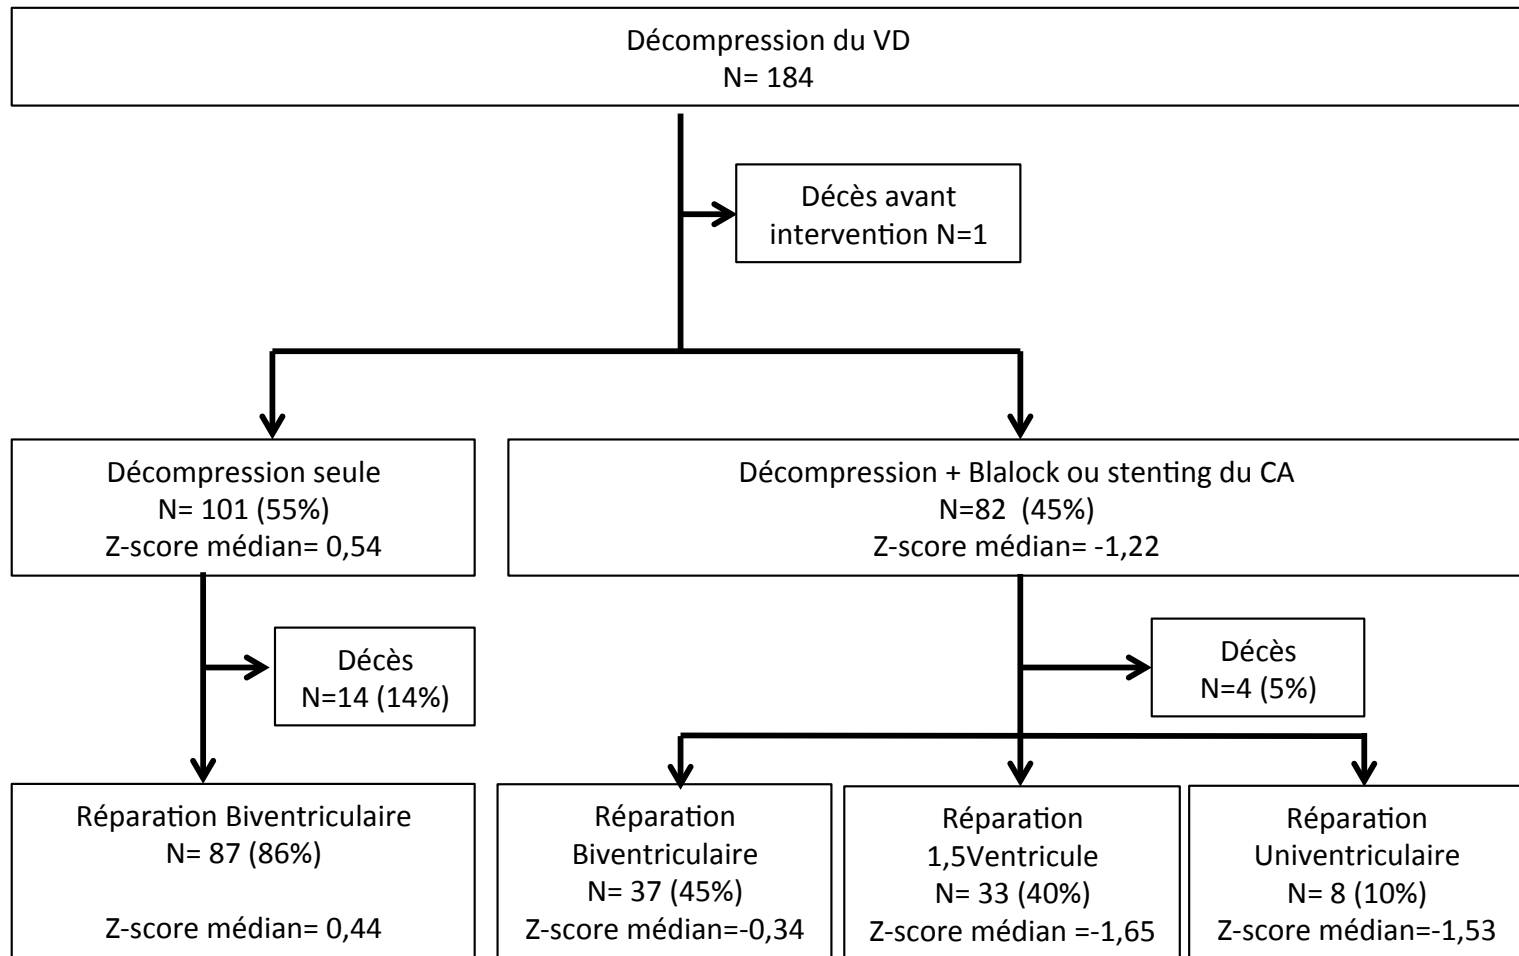 Décompression du VD
N= 184
Décès avant
intervention N=1
Décompression seule
N= 101 (55%)
Z-score médian= 0,54
Décompression + Blalock ou stenting du CA
N=82 (45%)
Z-score médian= -1,22
Décès
N=14 (14%)
Décès
N=4 (5%)
Réparation Biventriculaire
N= 87 (86%)
Z-score médian= 0,44
Réparation
Biventriculaire
N= 37 (45%)
Z-score médian=-0,34
Réparation
1,5Ventricule
N= 33 (40%)
Z-score médian =-1,65
Réparation
Univentriculaire
N= 8 (10%)
Z-score médian=-1,53